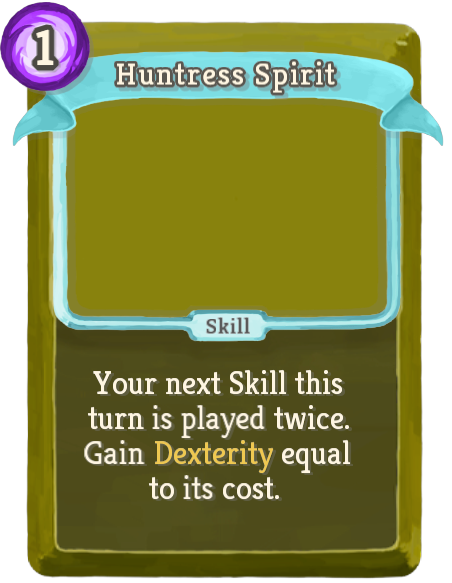 1
Huntress Spirit
Skill
Your next Skill this
turn is played twice.
Gain Dexterity equal
to its cost.